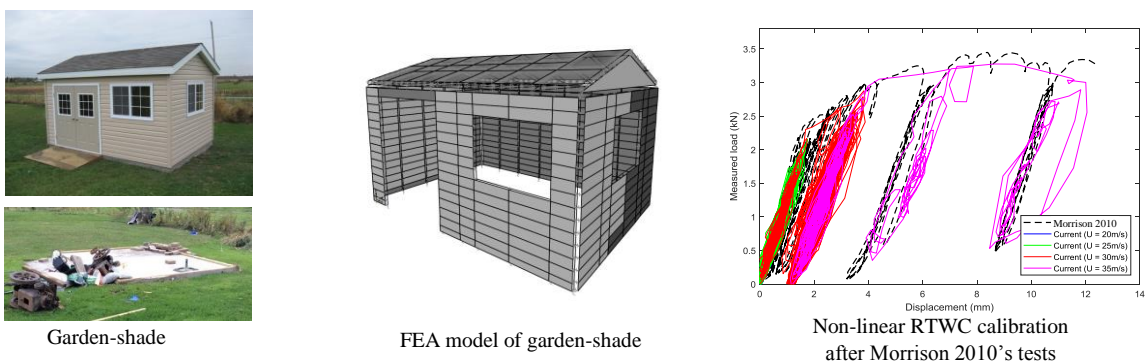 3.5
3
2.5
2
1.5
1
0.5
0
Measured load (kN)
0 2 4 6 8 10 12 14
Displacement (mm)
Morrison 2010
Current (U = 20m/s)
Current (U = 25m/s)
Current (U = 30m/s)
Current (U = 35m/s)
Garden-shade
FEA model of garden-shade
Non-linear RTWC calibration
after Morrison 2010’s tests